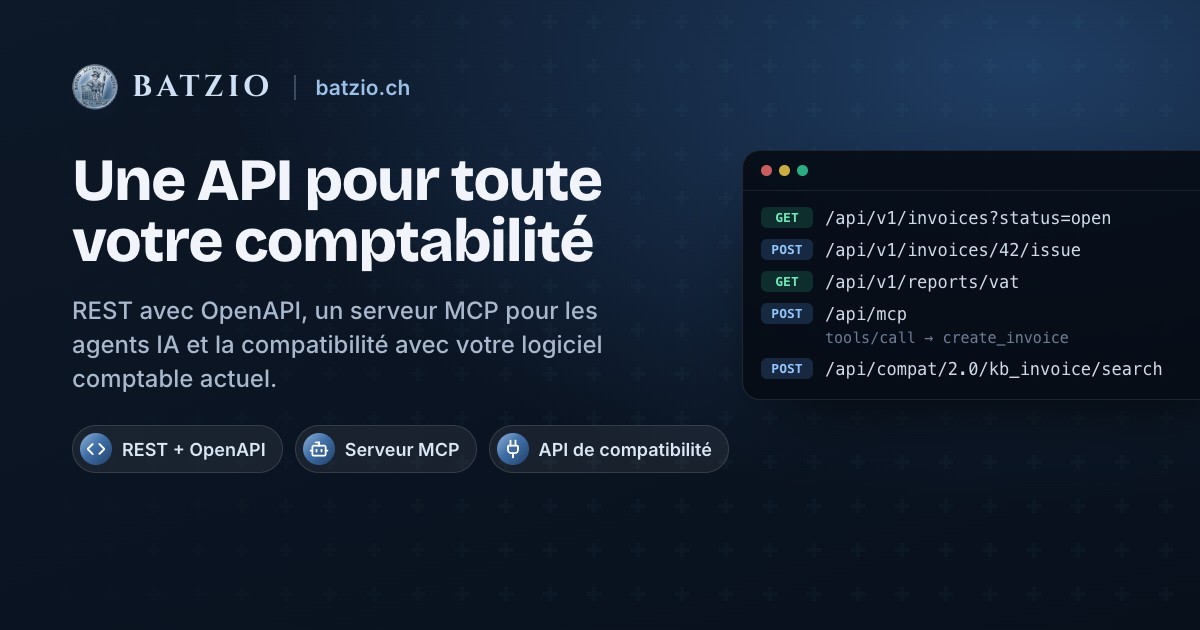 BATZIO
batzio.ch
Une API pour toute
votre comptabilité
REST avec OpenAPI, un serveur MCP pour les
agents IA et la compatibilité avec votre logiciel
comptable actuel.
REST + OpenAPI
Serveur MCP
API de compatibilité
GET /api/v1/invoices?status=open
POST /api/v1/invoices/42/issue
GET /api/v1/reports/vat
POST /api/mcp
tools/call → create_invoice
POST /api/compat/2.0/kb_invoice/search